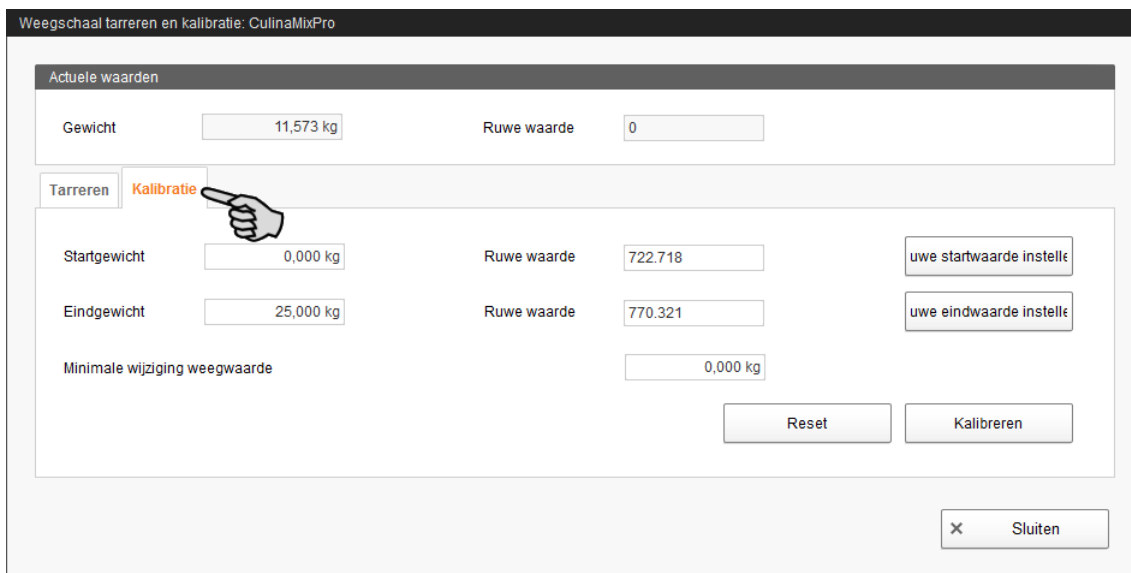 Weegschaal tarreren en kalibratie: CulinaMixPro
Actuele waarden
Gewicht 11,573 kg Ruwe waarde 0
Tarreren Kalibratie
Startgewicht 0,000 kg Ruwe waarde 722.718 uwe startwaarde instelle
Eindgewicht 25,000 kg Ruwe waarde 770.321 uwe eindwaarde instelle
Minimale wijziging weegwaarde 0,000 kg
Reset Kalibreren
Sluiten